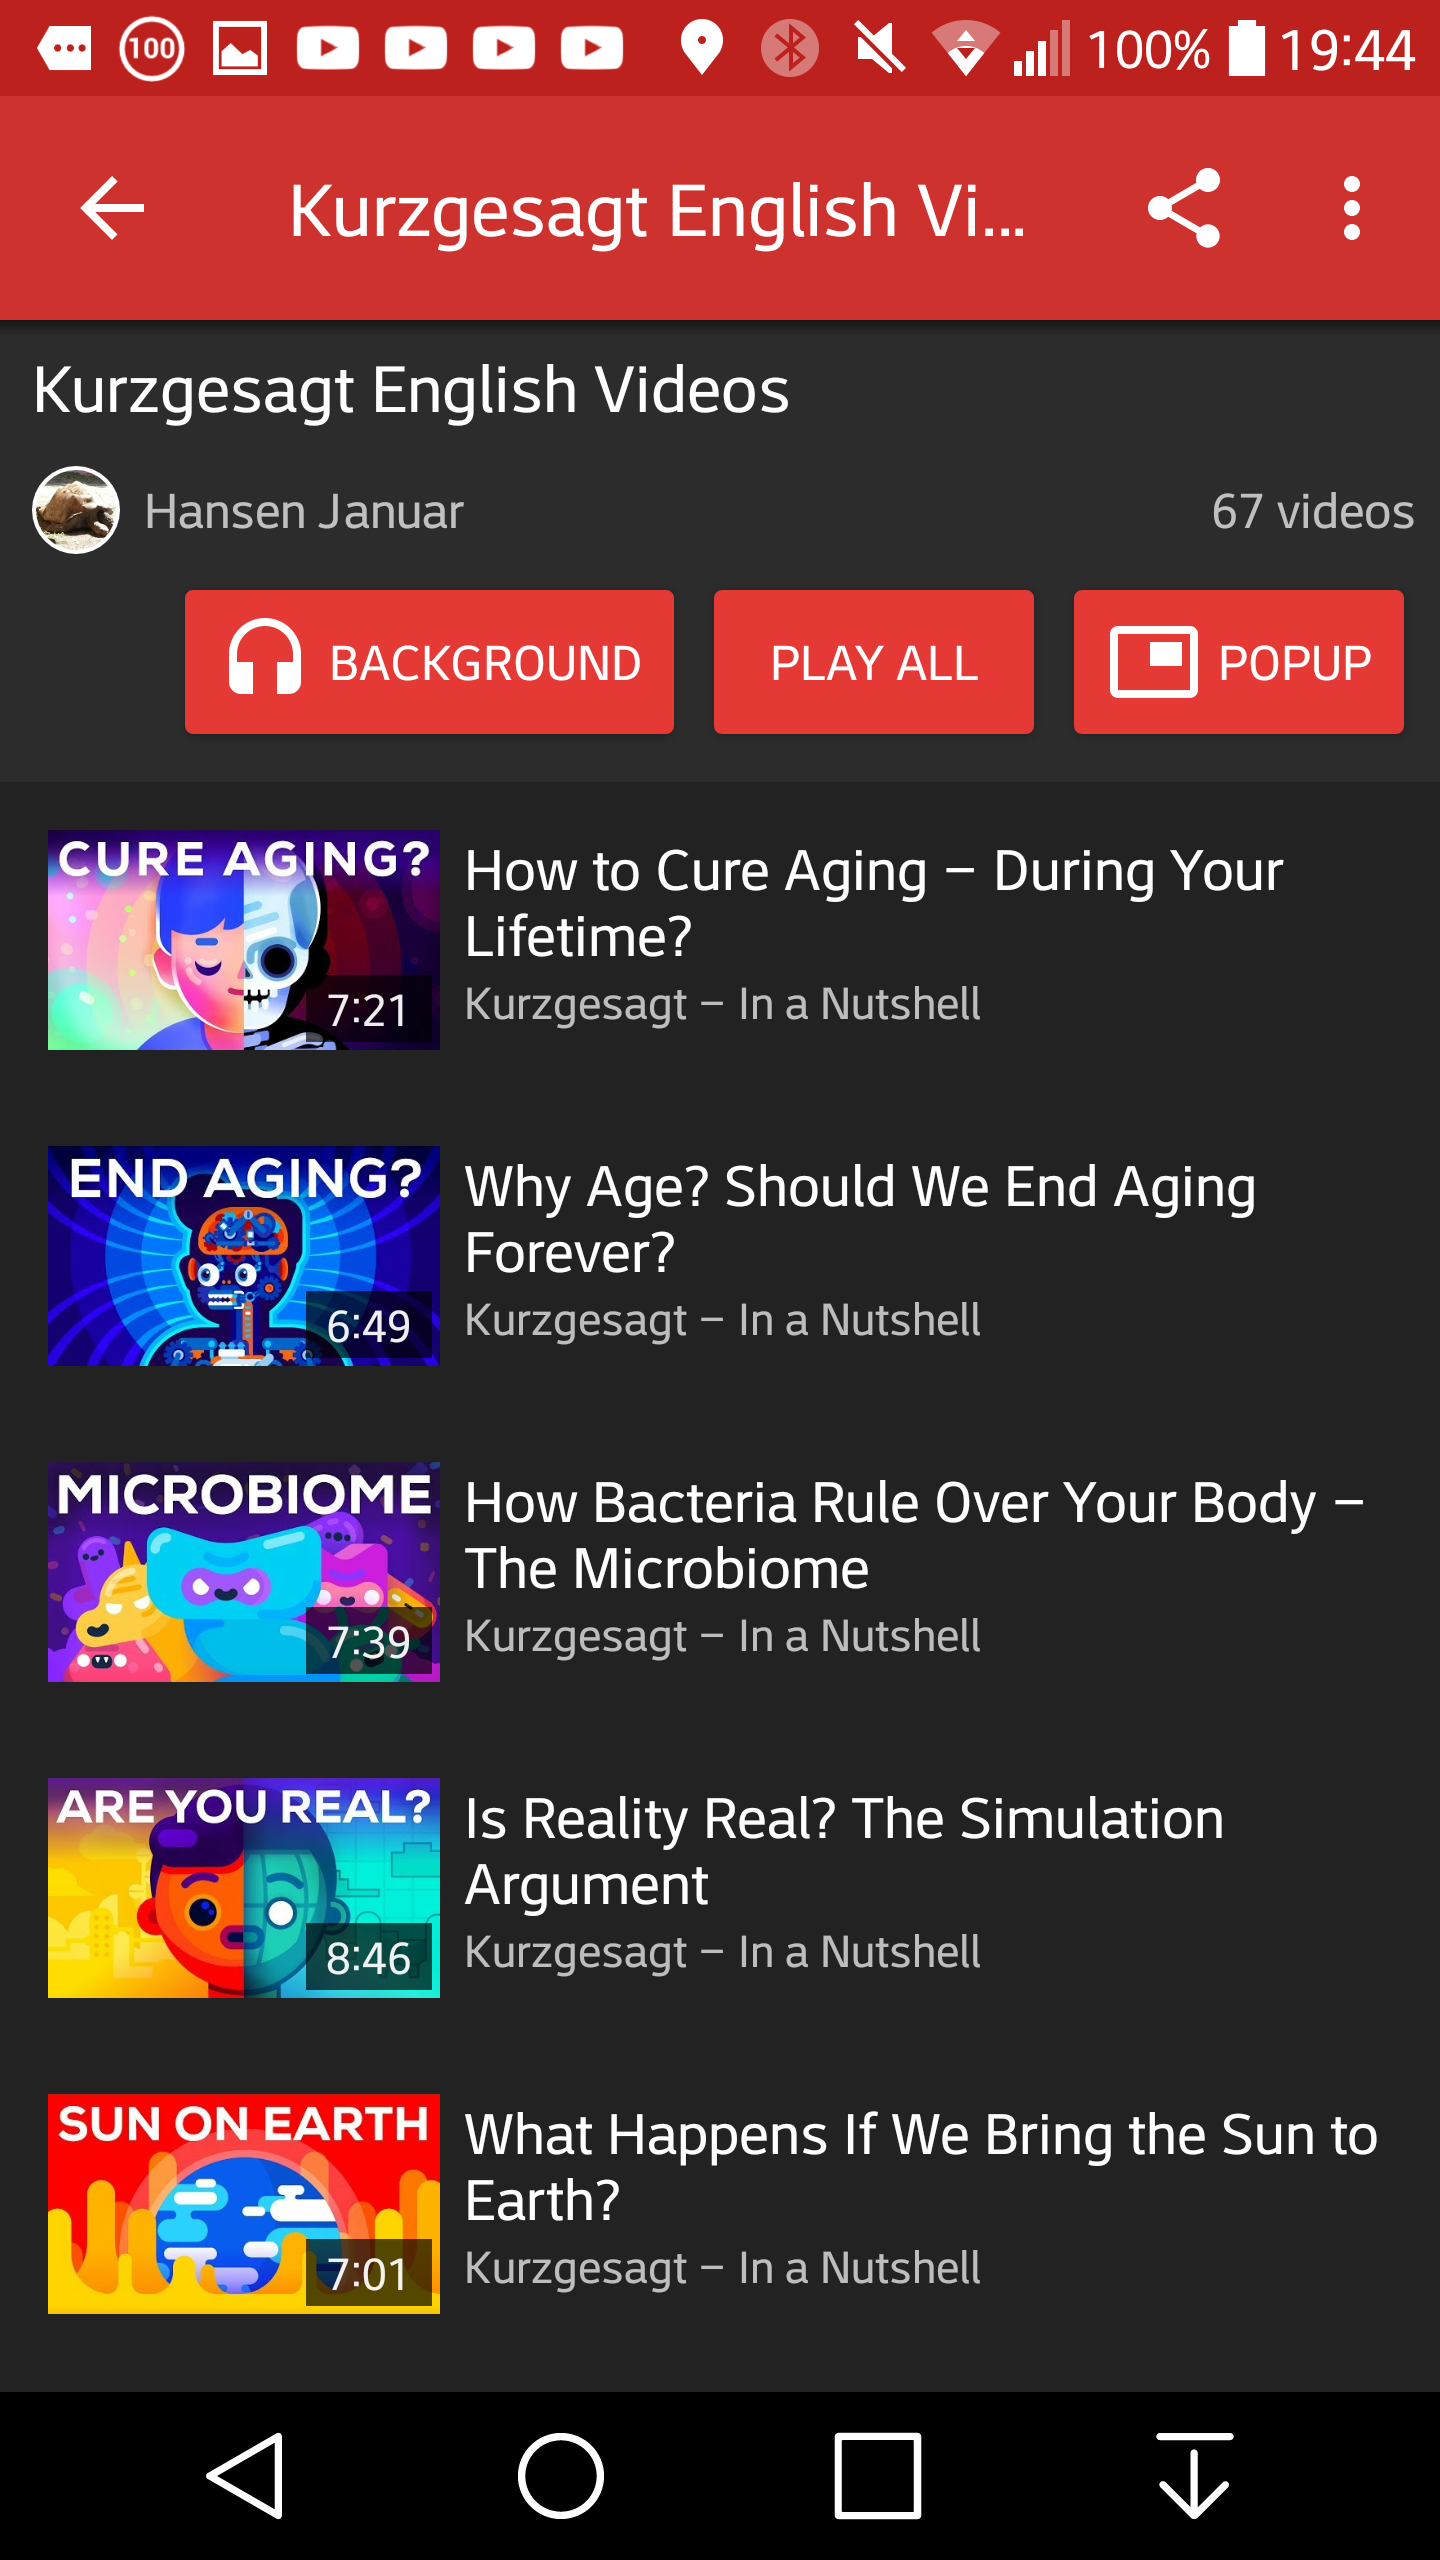 100 100% 19:44
Kurzgesagt English Vi...
Kurzgesagt English Videos
Hansen Januar 67 videos
BACKGROUND PLAY ALL POPUP
CURE AGING?
7:21
How to Cure Aging – During Your
Lifetime?
Kurzgesagt – In a Nutshell
END AGING?
6:49
Why Age? Should We End Aging
Forever?
Kurzgesagt – In a Nutshell
MICROBIOME
7:39
How Bacteria Rule Over Your Body –
The Microbiome
Kurzgesagt – In a Nutshell
ARE YOU REAL?
8:46
Is Reality Real? The Simulation
Argument
Kurzgesagt – In a Nutshell
SUN ON EARTH
7:01
What Happens If We Bring the Sun to
Earth?
Kurzgesagt – In a Nutshell